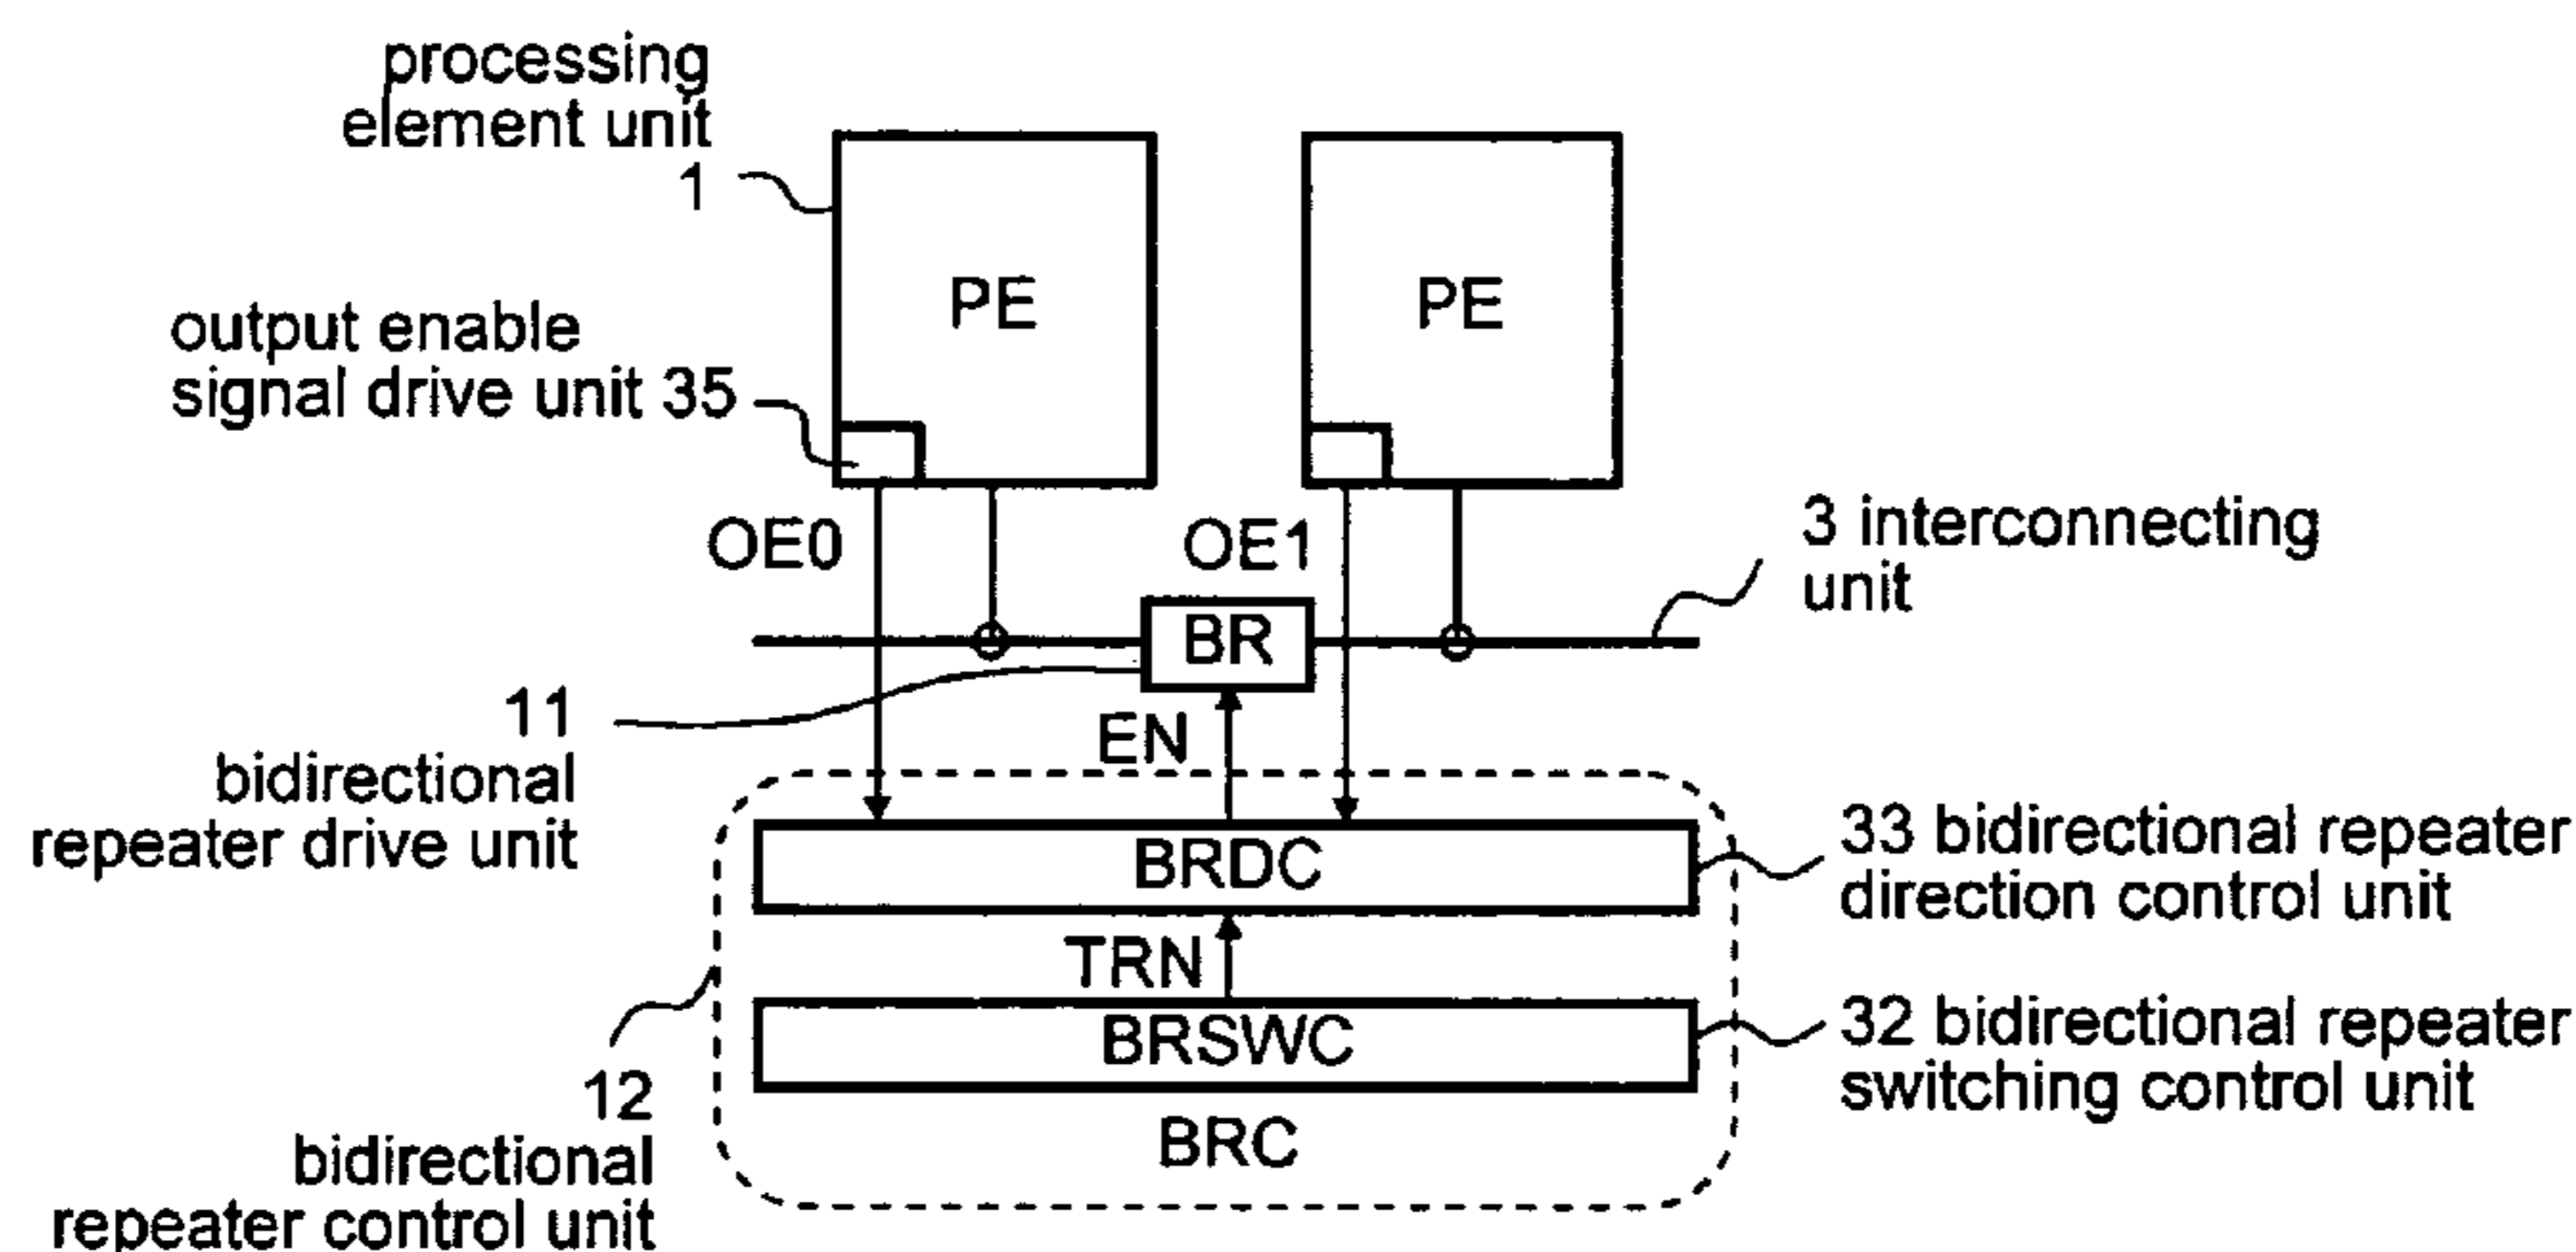 processing
element unit
1
PE
PE
output enable
signal drive unit 35
OE0
OE1
3 interconnecting
unit
BR
11
bidirectional
repeater drive unit
EN
BRDC
33 bidirectional repeater
direction control unit
TRN
BRSWC
32 bidirectional repeater
switching control unit
12
bidirectional
repeater control unit
BRC